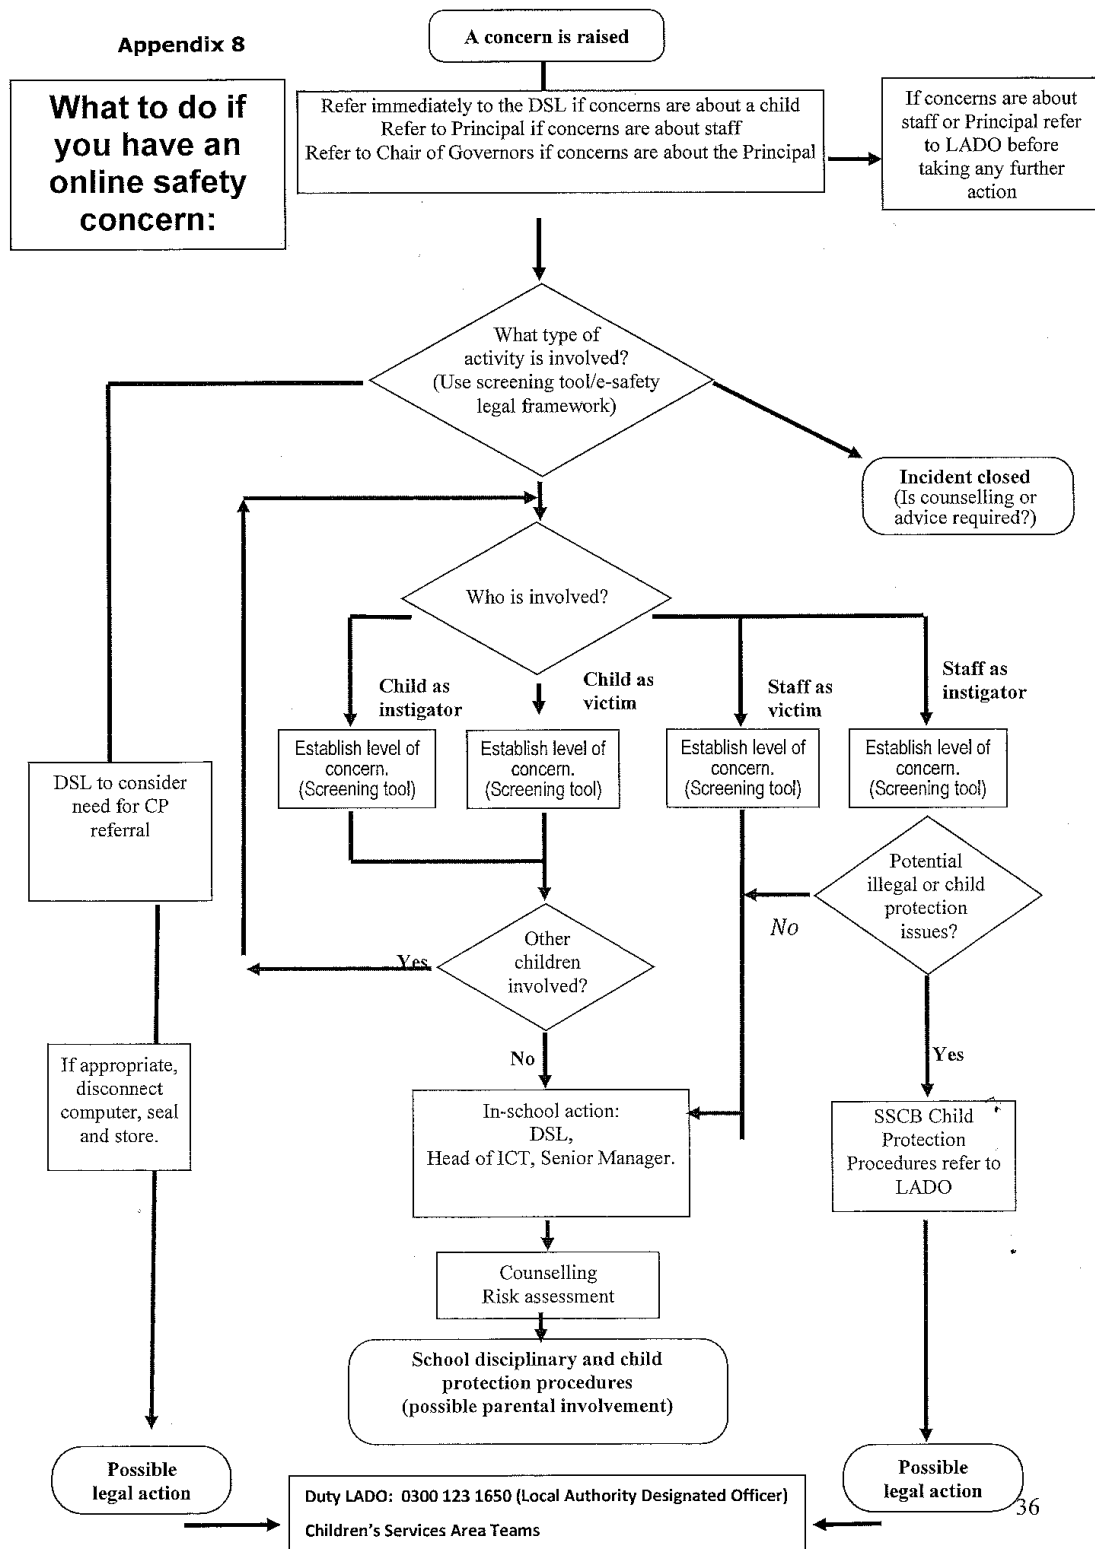 Appendix 8
A concern is raised
What to do if
you have an
online safety
concern:
Refer immediately to the DSL if concerns are about a child
Refer to Principal if concerns are about staff
Refer to Chair of Governors if concerns are about the Principal
If concerns are about
staff or Principal refer
to LADO before
taking any further
action
What type of
activity is involved?
(Use screening tool/e-safety
legal framework)
Incident closed
(Is counselling or
advice required?)
Who is involved?
Child as
instigator
Child as
victim
Staff as
victim
Staff as
instigator
Establish level of
concern.
(Screening tool)
Establish level of
concern.
(Screening tool)
Establish level of
concern.
(Screening tool)
Establish level of
concern.
(Screening tool)
DSL to consider
need for CP
referral
Potential
illegal or child
protection
issues?
No
Other
children
involved?
Yes
No
Yes
If appropriate,
disconnect
computer, seal
and store.
In-school action:
DSL,
Head of ICT, Senior Manager.
SSCB Child
Protection
Procedures refer to
LADO
Counselling
Risk assessment
School disciplinary and child
protection procedures
(possible parental involvement)
Possible
legal action
Possible
legal action
Duty LADO: 0300 123 1650 (Local Authority Designated Officer)
Children's Services Area Teams
36